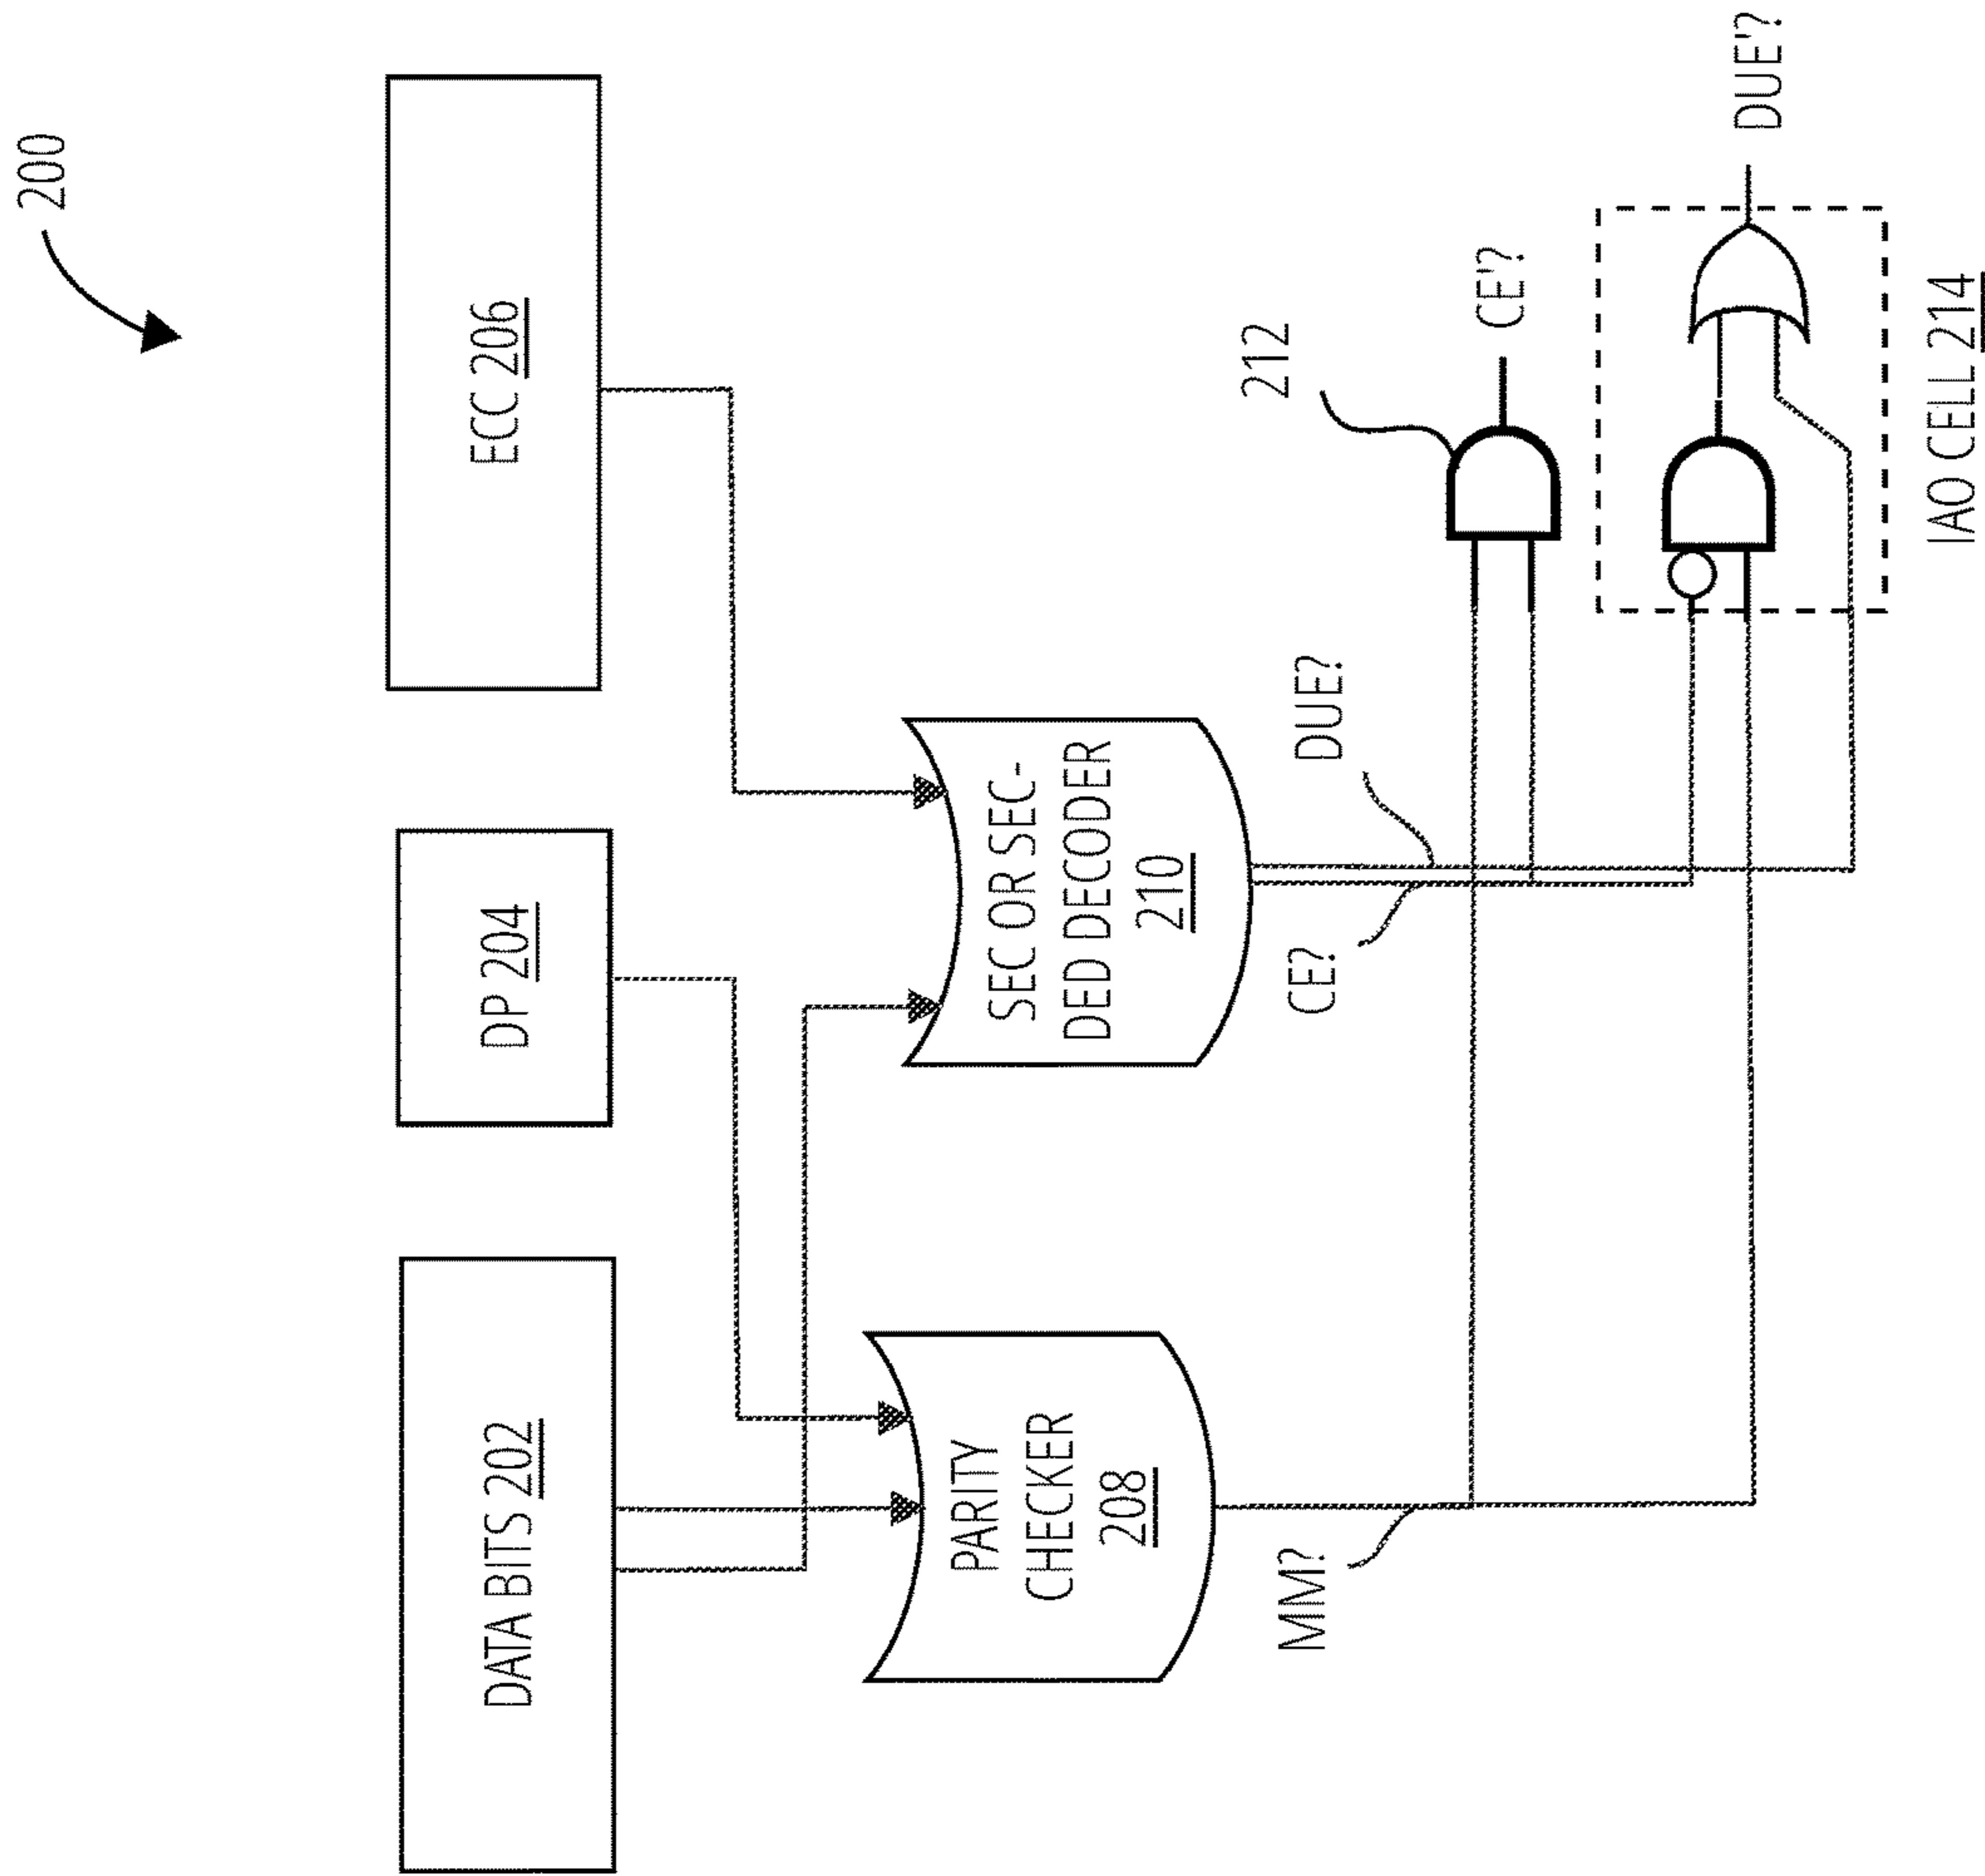 200
DATA BITS 202
DP 204
ECC 206
PARITY
CHECKER
208
SEC OR SEC-
DED DECODER
210
MM?
CE?
DUE?
212
CE'?
DUE'?
IAO CELL 214